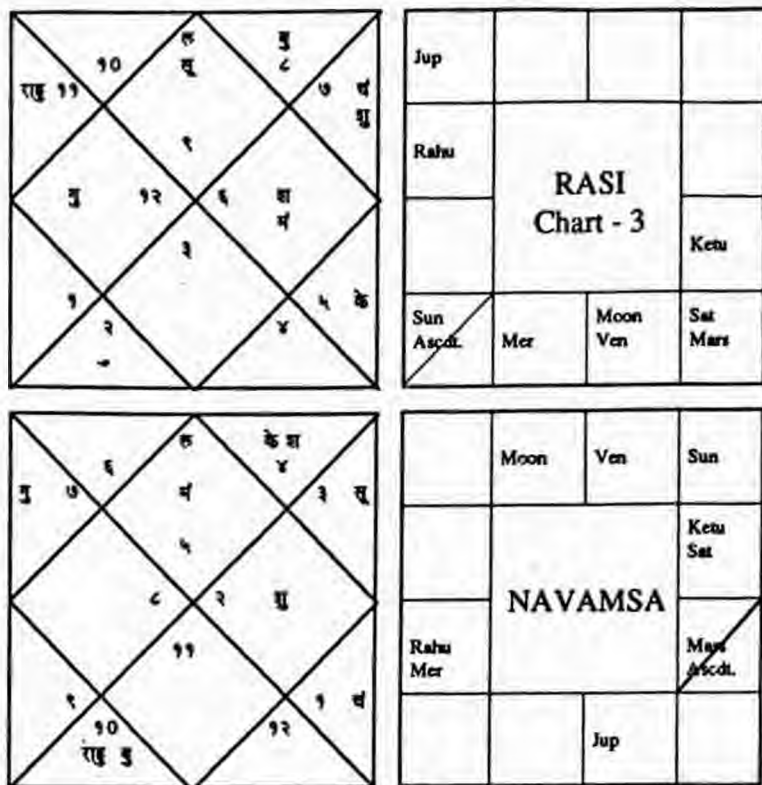 रू
सू
बु
८
१०
राहु ११
७ चं
शु
९
गु १२
६ श
मं
३
१
२
५ के
४
Jup
Rahu
RASI
Chart - 3
Ketu
Sun
Ascdt.
Mer
Moon
Ven
Sat
Mars
६
गु ७
मं
५
के श
४
३ सू
८
२ शु
११
९
१०
राहु बु
१२
१ चं
Moon
Ven
Sun
Ketu
Sat
NAVAMSA
Rahu
Mer
Mars
Ascdt.
Jup